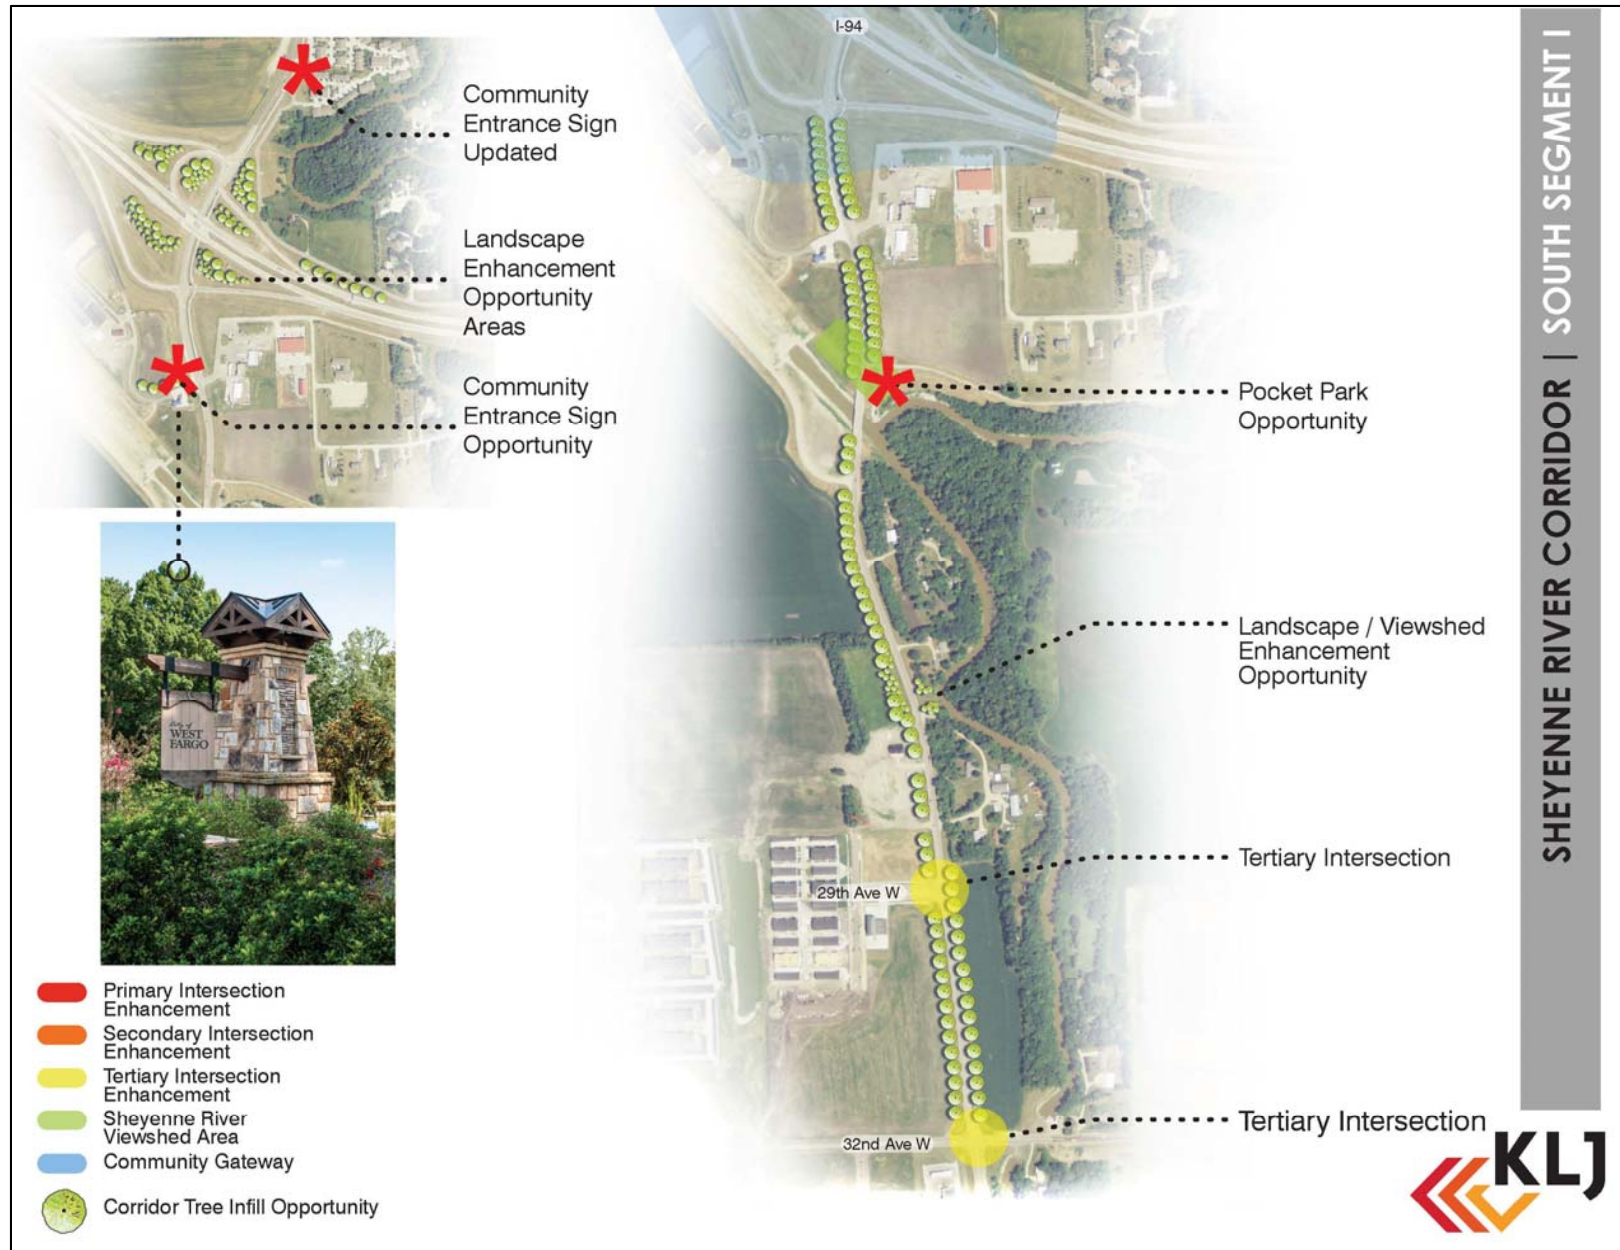 I-94
Community
Entrance Sign
Updated
Landscape
Enhancement
Opportunity
Areas
Community
Entrance Sign
Opportunity
City of
WEST
FARGO
Primary Intersection
Enhancement
Secondary Intersection
Enhancement
Tertiary Intersection
Enhancement
Sheyenne River
Viewshed Area
Community Gateway
Corridor Tree Infill Opportunity
Pocket Park
Opportunity
Landscape / Viewshed
Enhancement
Opportunity
Tertiary Intersection
29th Ave W
Tertiary Intersection
32nd Ave W
SHEYENNE RIVER CORRIDOR | SOUTH SEGMENT I
KLJ